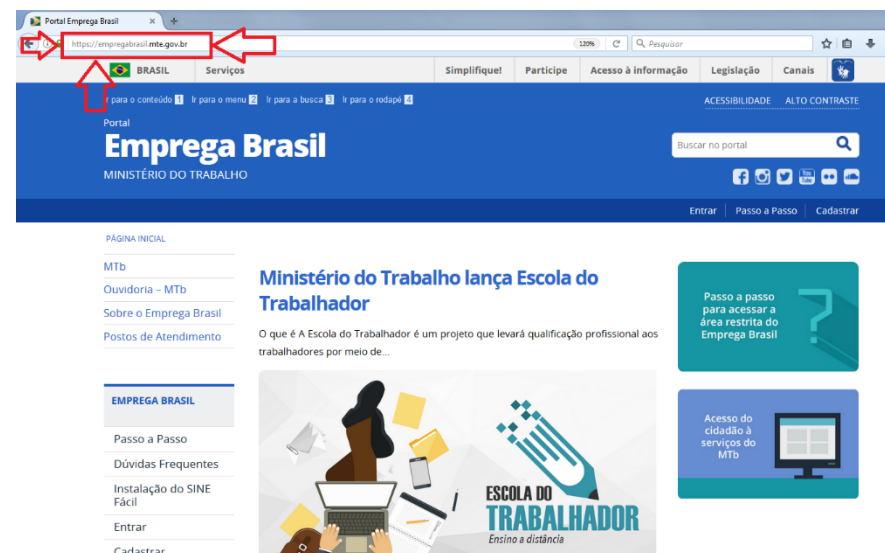 Portal Emprega Brasil
https://empregabrasil.mte.gov.br
120%
Pesquisar
BRASIL Serviços Simplifique! Participe Acesso à informação Legislação Canais
Ir para o conteúdo 1 Ir para o menu 2 Ir para a busca 3 Ir para o rodapé 4
ACESSIBILIDADE ALTO CONTRASTE
Portal
Emprega Brasil
Buscar no portal
MINISTÉRIO DO TRABALHO
You Tube
Entrar Passo a Passo Cadastrar
PÁGINA INICIAL
MTb
Ouvidoria – MTb
Sobre o Emprega Brasil
Postos de Atendimento
EMPREGA BRASIL
Passo a Passo
Dúvidas Frequentes
Instalação do SINE
Fácil
Entrar
Cadastrar
Ministério do Trabalho lança Escola do
Trabalhador
O que é A Escola do Trabalhador é um projeto que levará qualificação profissional aos
trabalhadores por meio de...
ESCOLA DO
TRABALHADOR
Ensino a distância
Passo a passo
para acessar a
área restrita do
Emprega Brasil
?
Acesso do
cidadão à
serviços do
MTb